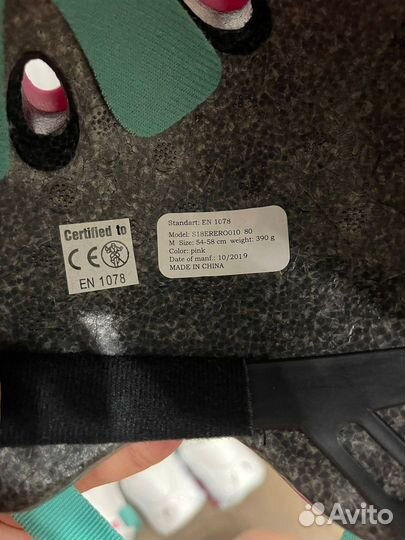 Certified to
CE
EN 1078
Standart: EN 1078
Model: S18ERERO010 80
M Size: 54-58 cm weight: 390 g
Color: pink
Date of manf.: 10/2019
MADE IN CHINA
Avito